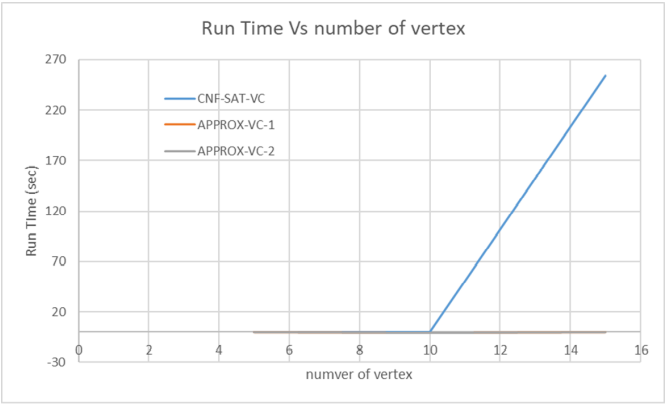 Run Time Vs number of vertex
270
220
170
120
70
20
-30
Run TIme (sec)
CNF-SAT-VC
APPROX-VC-1
APPROX-VC-2
0 2 4 6 8 10 12 14 16
numver of vertex